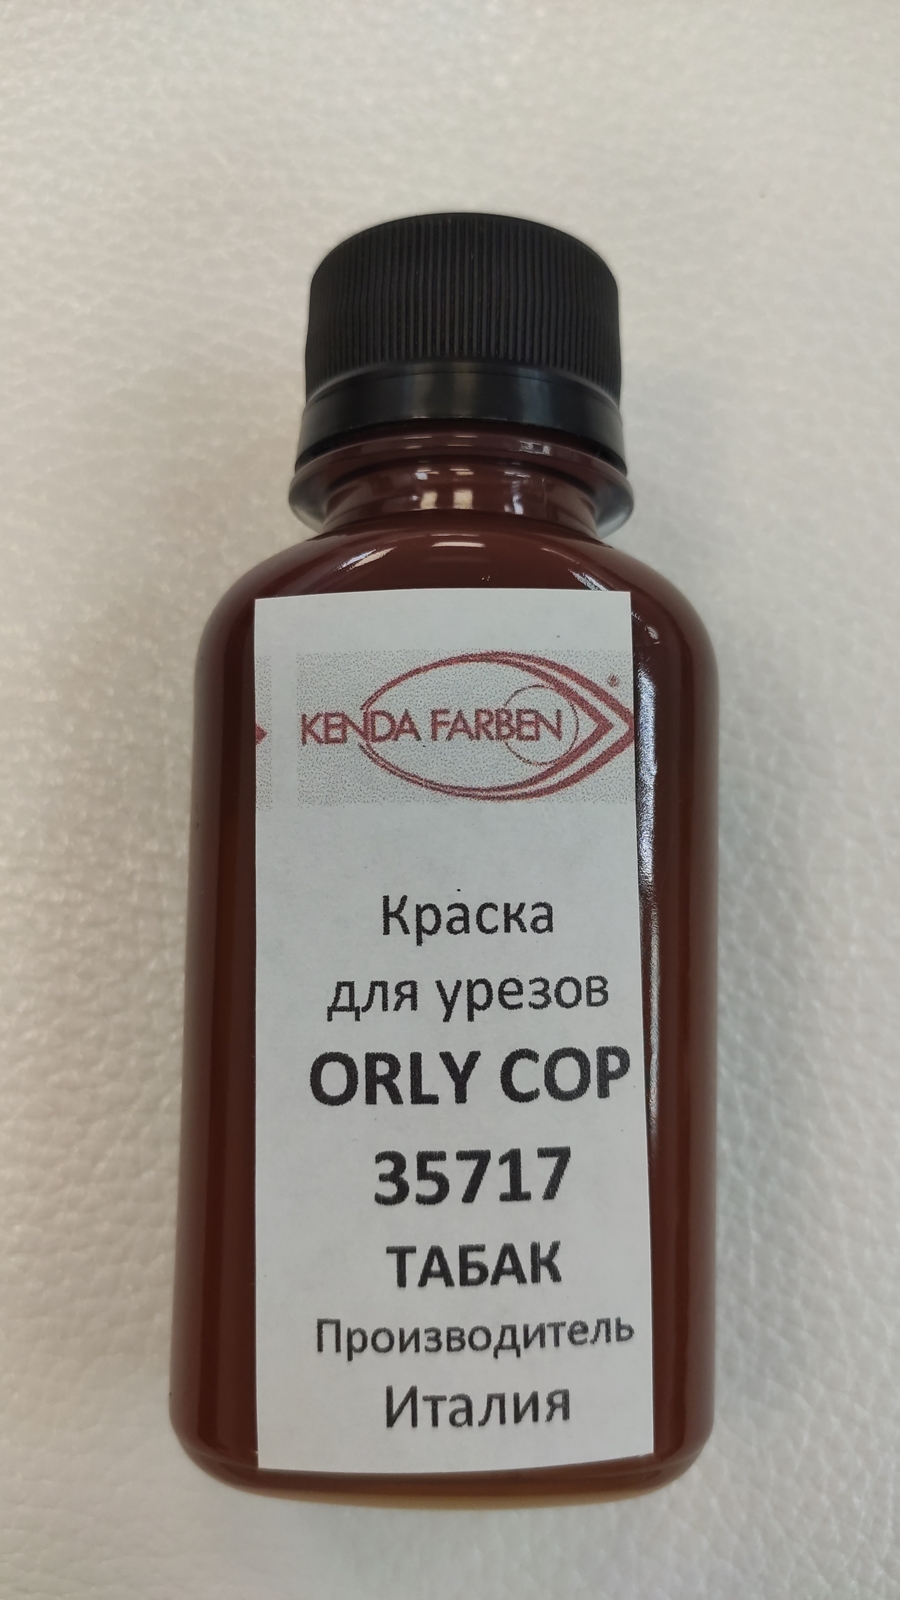 KENDA FARBEN
Краска
для урезов
ORLY COP
35717
ТАБАК
Производитель
Италия